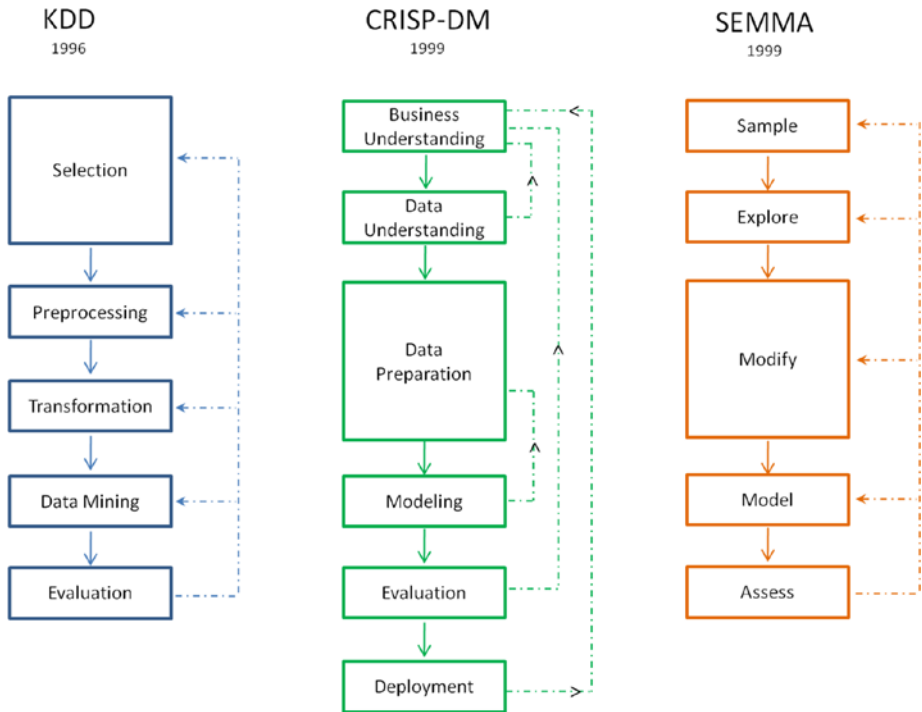 KDD
1996
Selection
Preprocessing
Transformation
Data Mining
Evaluation
CRISP-DM
1999
Business
Understanding
Data
Understanding
Data
Preparation
Modeling
Evaluation
Deployment
SEMMA
1999
Sample
Explore
Modify
Model
Assess